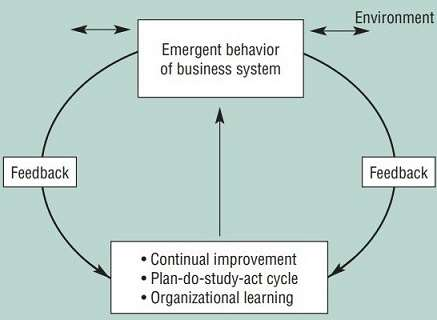 Environment
Emergent behavior
of business system
Feedback
Feedback
• Continual improvement
• Plan-do-study-act cycle
• Organizational learning